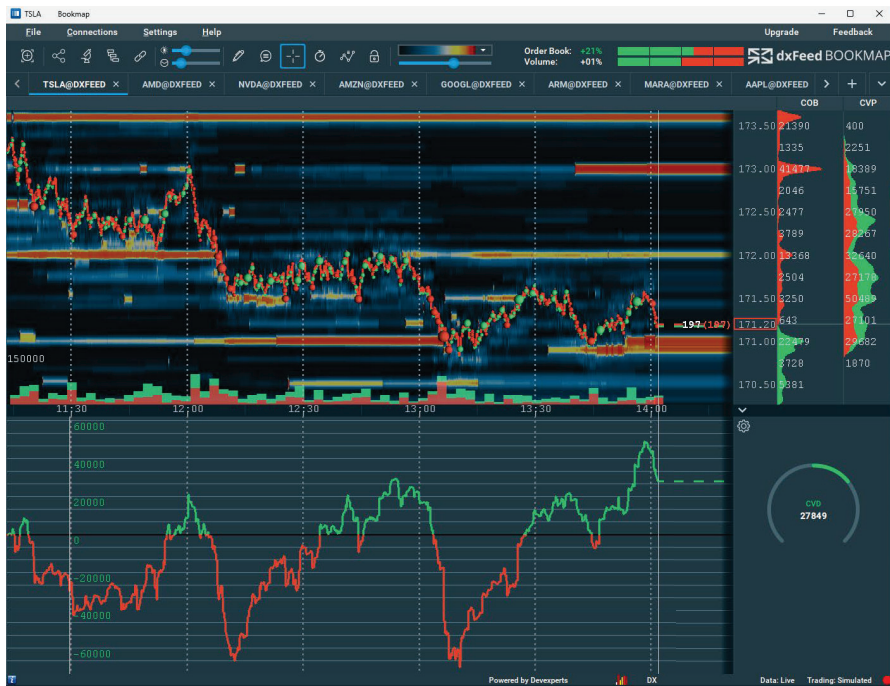 TSLA Bookmap
File Connections Settings Help Upgrade Feedback
Order Book: +21%
Volume: +01%
dxFeed BOOKMAP
TSLA@DXFEED × AMD@DXFEED × NVDA@DXFEED × AMZN@DXFEED × GOOGL@DXFEED × ARM@DXFEED × MARA@DXFEED × AAPL@DXFEED
COB CVP
173.50 21390 400
1335 2251
173.00 41477 18389
2046 15751
172.50 2477 27950
3789 28267
172.00 13368 32640
2504 27178
171.50 3250 50489
643 27101
197 (197) 171.20
171.00 22479 29682
150000
3728 1870
170.50 5381
11:30 12:00 12:30 13:00 13:30 14:00
60000
40000
20000
0
-20000
-40000
-60000
CVD
27849
Powered by Devexperts DX Data: Live Trading: Simulated